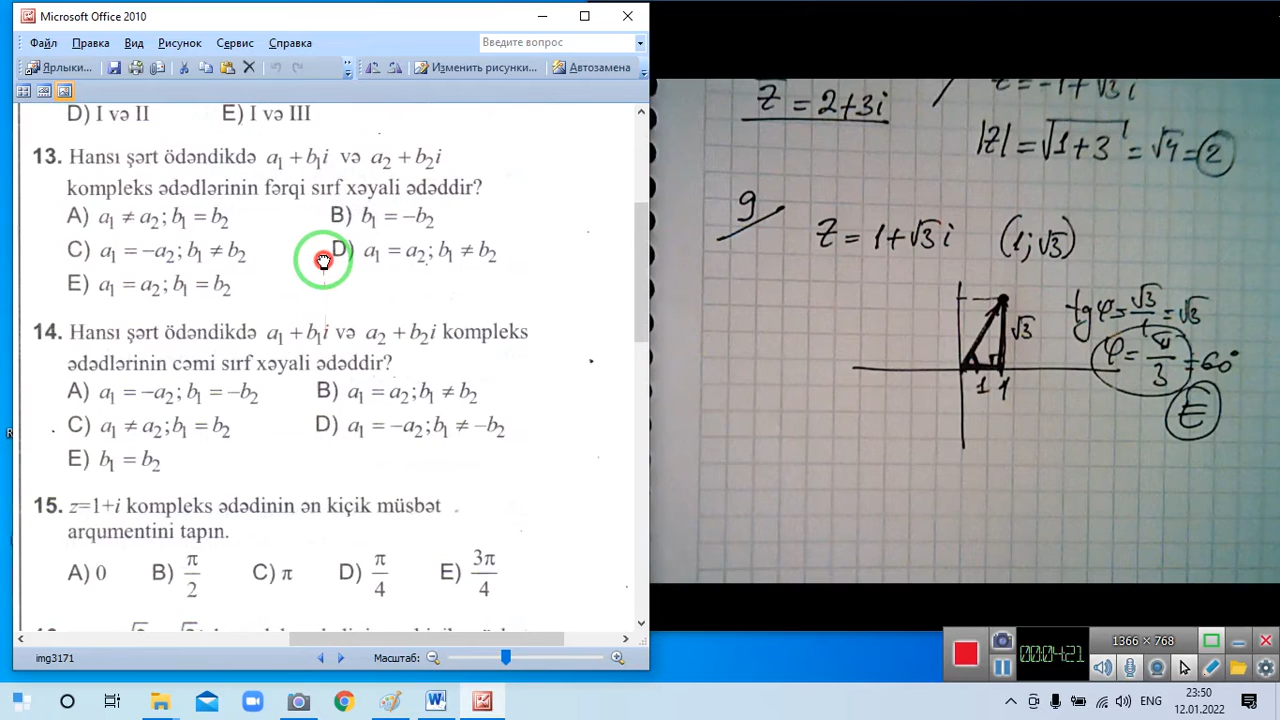 Microsoft Office 2010
Файл Правка Вид Рисунок Сервис Справка
Введите вопрос
Ярлыки... Изменить рисунки... Автозамена
D) I və II E) I və III
13. Hansı şərt ödəndikdə a₁ + b₁i və a₂ + b₂i
kompleks ədədlərinin fərqi sırf xəyali ədəddir?
A) a₁ ≠ a₂; b₁ = b₂ B) b₁ = −b₂
C) a₁ = −a₂; b₁ ≠ b₂ D) a₁ = a₂; b₁ ≠ b₂
E) a₁ = a₂; b₁ = b₂
14. Hansı şərt ödəndikdə a₁ + b₁i və a₂ + b₂i kompleks
ədədlərinin cəmi sırf xəyali ədəddir?
A) a₁ = −a₂; b₁ = −b₂ B) a₁ = a₂; b₁ ≠ b₂
C) a₁ ≠ a₂; b₁ = b₂ D) a₁ = −a₂; b₁ ≠ −b₂
E) b₁ = b₂
15. z=1+i kompleks ədədinin ən kiçik müsbət
arqumentini tapın.
A) 0 B) π/2 C) π D) π/4 E) 3π/4
img3171 Масштаб:
z = 2+3i
z = -1+√3i
|z| = √1+3 = √4 = 2
9
z = 1+√3i (1;√3)
√3
1 1
tgφ = √3/1 = √3
φ = π/3 = 60°
E
1366 × 768
00:04:21
ENG
23:50
12.01.2022